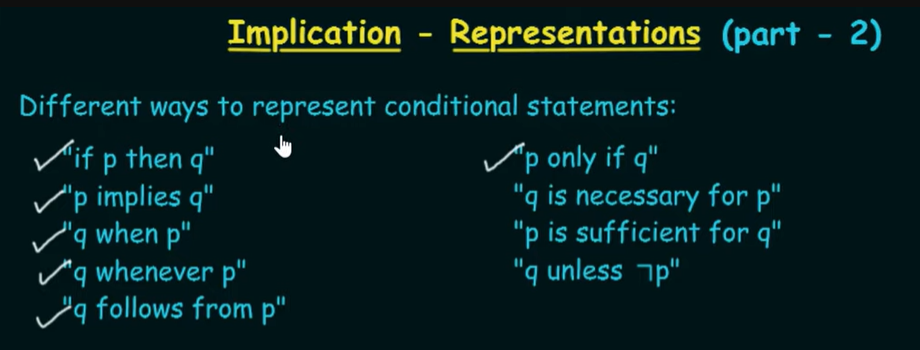 Implication - Representations (part - 2)
Different ways to represent conditional statements:
"if p then q"
"p implies q"
"q when p"
"q whenever p"
"q follows from p"
"p only if q"
"q is necessary for p"
"p is sufficient for q"
"q unless ¬p"